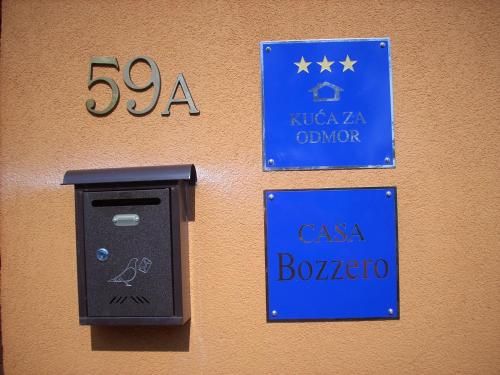 59A
KUĆA ZA
ODMOR
CASA
Bozzero